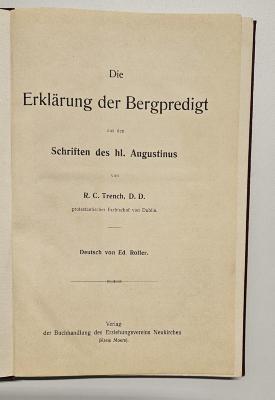 Die
Erklärung der Bergpredigt
aus den
Schriften des hl. Augustinus
von
R. C. Trench, D. D.
protestantischer Erzbischof von Dublin.
Deutsch von Ed. Roller.
Verlag
der Buchhandlung des Erziehungsvereins Neukirchen
(Kreis Moers).